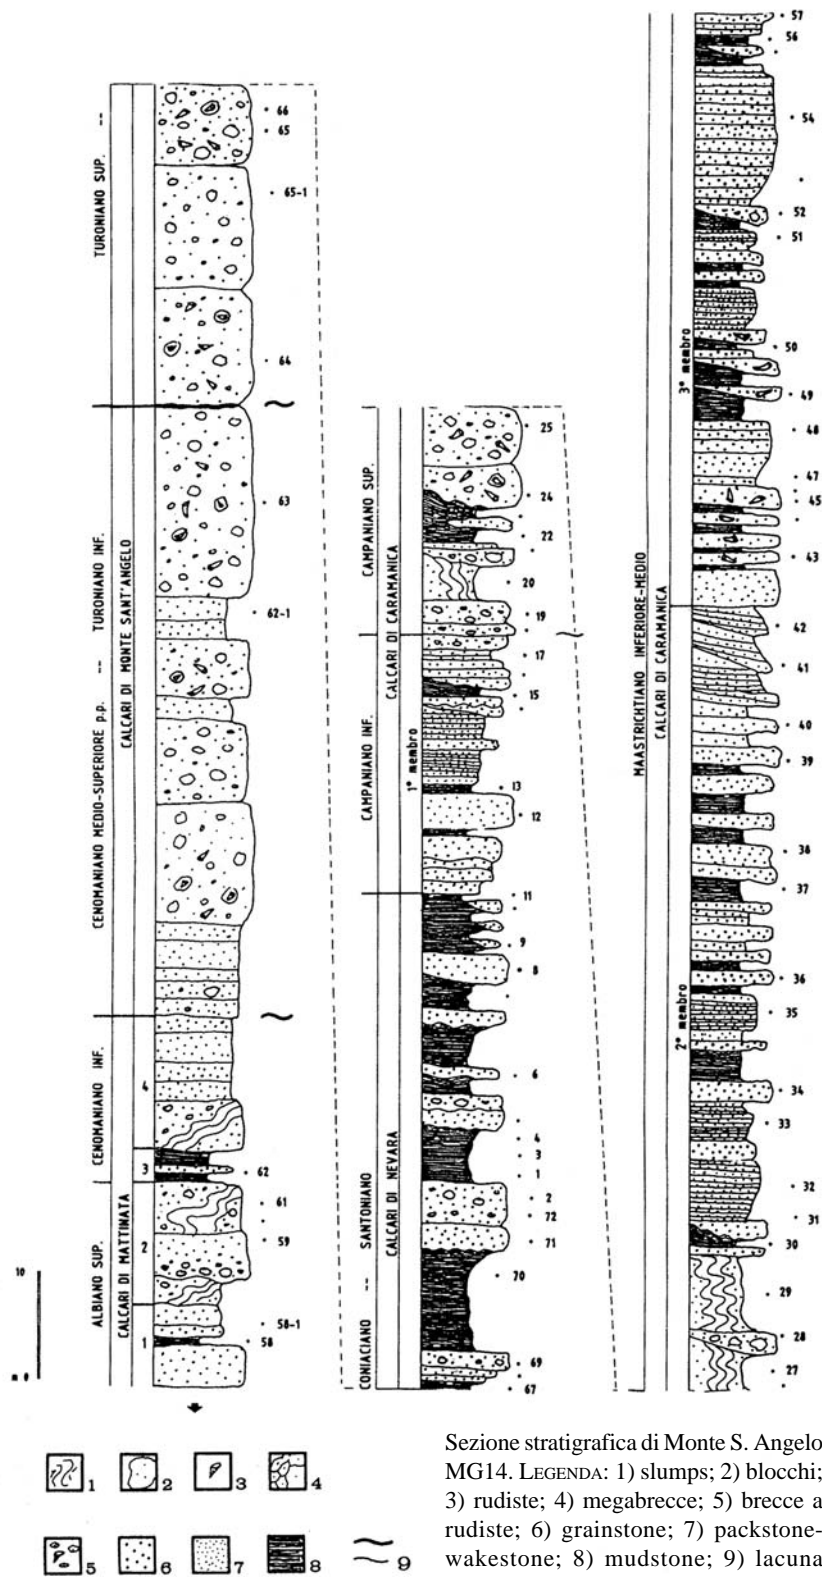 TURONIANO SUP. --
TURONIANO INF. --
CENOMANIANO MEDIO-SUPERIORE p.p. --
CENOMANIANO INF.
ALBIANO SUP.
CALCARI DI MONTE SANT'ANGELO
CALCARI DI MATTINATA
4
3
2
1
66
65
65-1
64
63
62-1
62
61
59
58-1
58
10
m 0
CAMPANIANO SUP.
CAMPANIANO INF.
SANTONIANO
CONIACIANO --
CALCARI DI CARAMANICA
CALCARI DI CARAMANICA
1° membro
CALCARI DI NEVARA
25
24
22
20
19
17
15
13
12
11
9
8
6
4
3
1
2
72
71
70
69
67
MAASTRICHTIANO INFERIORE-MEDIO
CALCARI DI CARAMANICA
3° membro
2° membro
57
56
54
52
51
50
49
48
47
45
43
42
41
40
39
38
37
36
35
34
33
32
31
30
29
28
27
1
2
3
4
5
6
7
8
9
Sezione stratigrafica di Monte S. Angelo
MG14. LEGENDA: 1) slumps; 2) blocchi;
3) rudiste; 4) megabrecce; 5) brecce a
rudiste; 6) grainstone; 7) packstone-
wakestone; 8) mudstone; 9) lacuna